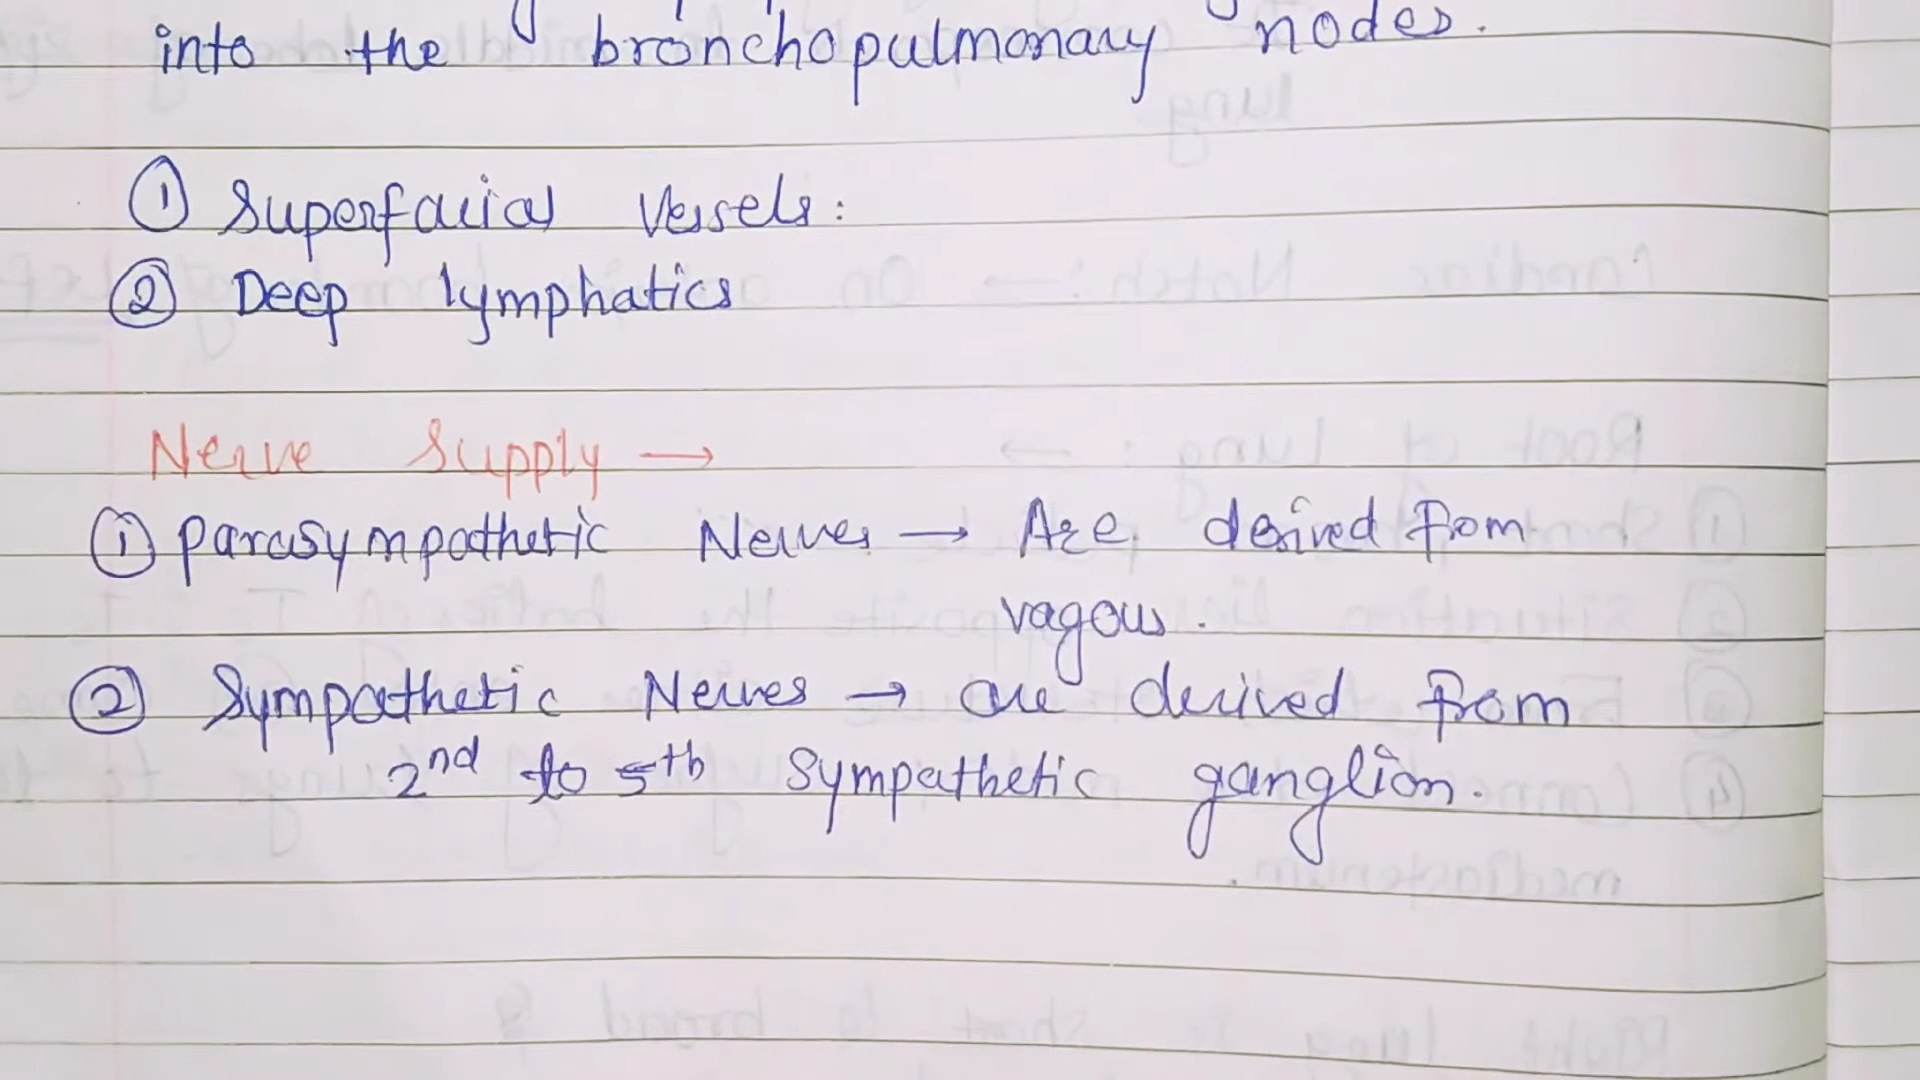 into the bronchopulmonary nodes.
① Superfacial Vessels:
② Deep lymphatics
Nerve Supply →
① parasympathetic Nerves → Are derived from
vagous.
② Sympathetic Nerves → are derived from
2nd to 5th Sympathetic ganglion.